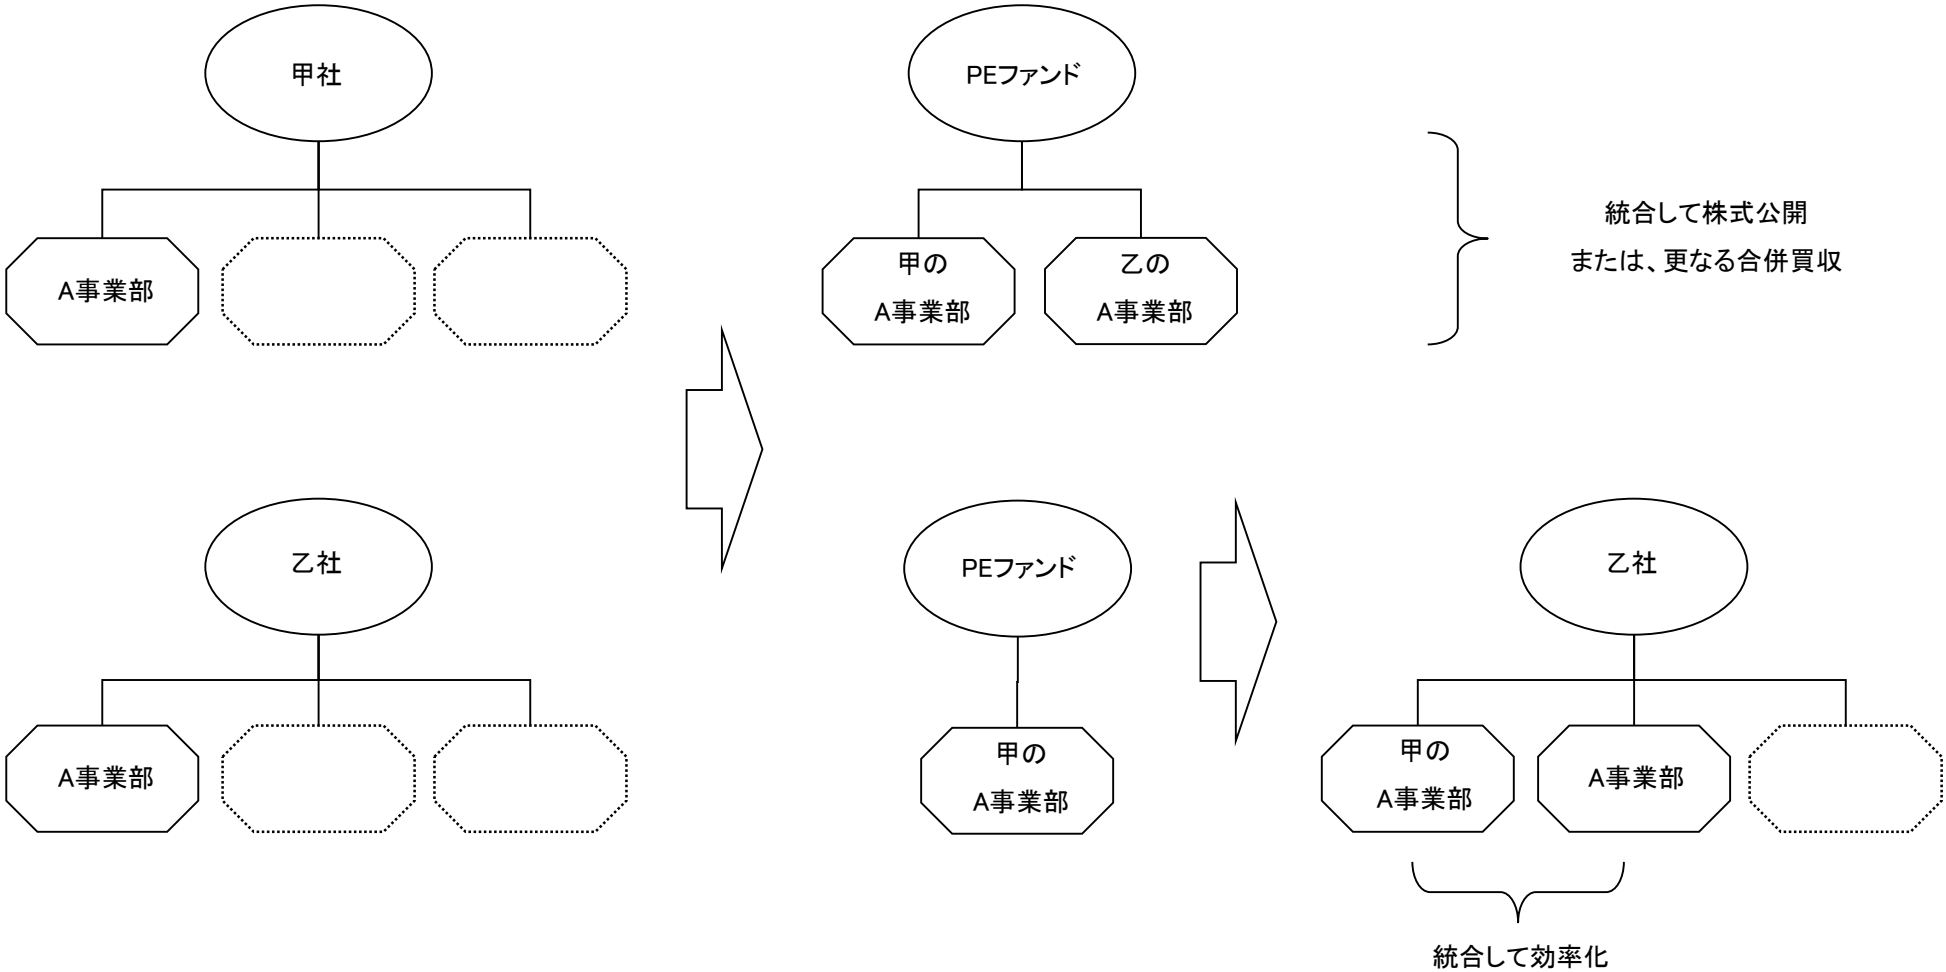 甲社
A事業部
PEファンド
甲の
A事業部
乙の
A事業部
統合して株式公開
または、更なる合併買収
乙社
A事業部
PEファンド
甲の
A事業部
乙社
甲の
A事業部
A事業部
統合して効率化